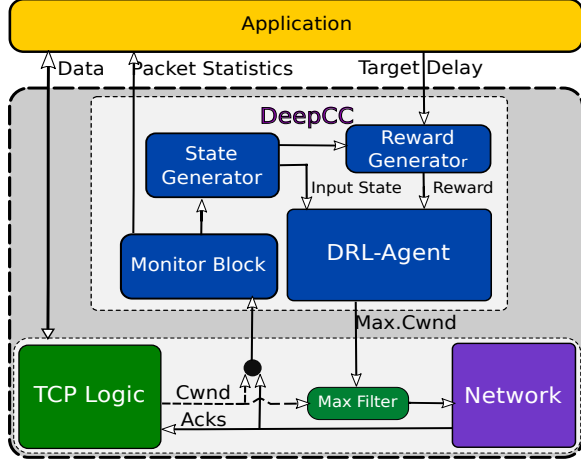 Application
Data
Packet Statistics
Target Delay
DeepCC
State
Generator
Reward
Generator
Input State
Reward
Monitor Block
DRL-Agent
Max.Cwnd
TCP Logic
Cwnd
Max Filter
Network
Acks